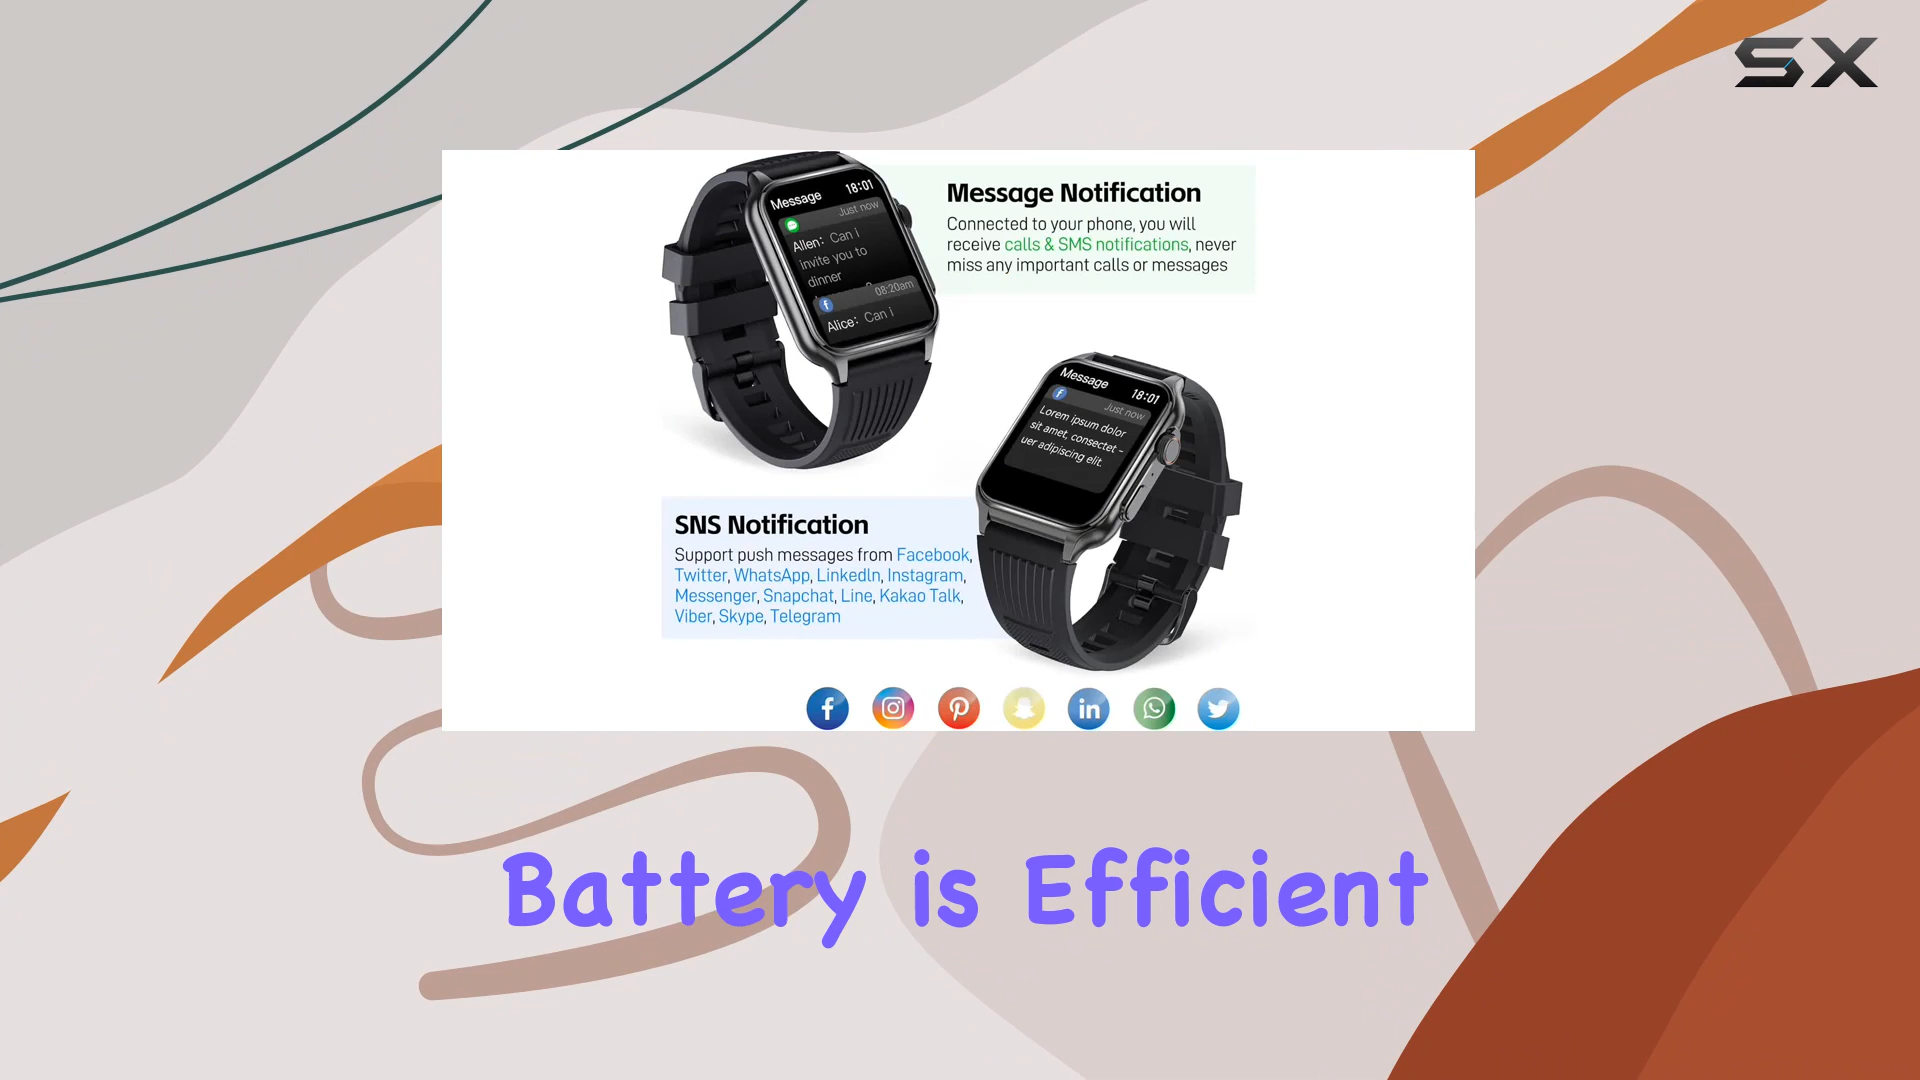 SX
Message 18:01
Just now
Allen: Can i
invite you to
dinner
08:20am
Alice: Can i
Message Notification
Connected to your phone, you will
receive calls & SMS notifications, never
miss any important calls or messages
Message 18:01
Just now
Lorem ipsum dolor
sit amet, consectet -
uer adipiscing elit.
SNS Notification
Support push messages from Facebook,
Twitter, WhatsApp, Linkedln, Instagram,
Messenger, Snapchat, Line, Kakao Talk,
Viber, Skype, Telegram
Battery is Efficient